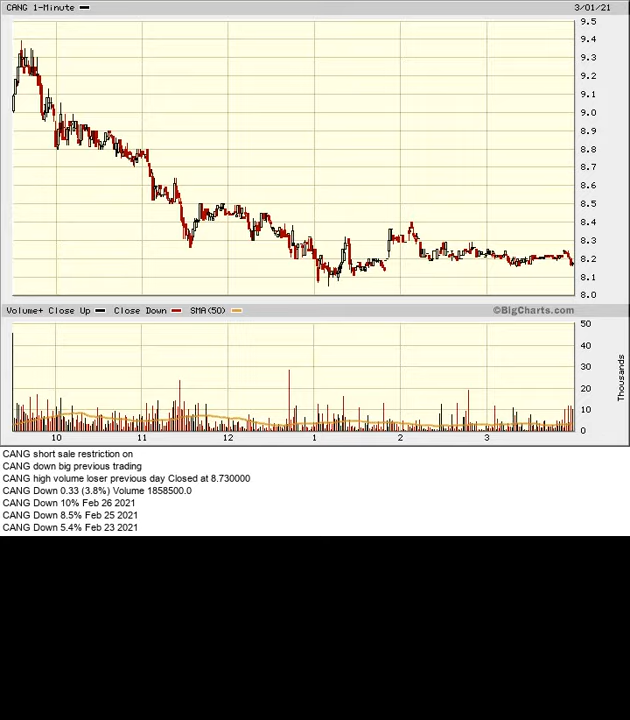 CANG 1-Minute 3/01/21
9.5
9.4
9.3
9.2
9.1
9.0
8.9
8.8
8.7
8.6
8.5
8.4
8.3
8.2
8.1
8.0
Volume+ Close Up Close Down SMA(50) ©BigCharts.com
50
40
30
20
10
0
Thousands
10 11 12 1 2 3
CANG short sale restriction on
CANG down big previous trading
CANG high volume loser previous day Closed at 8.730000
CANG Down 0.33 (3.8%) Volume 1858500.0
CANG Down 10% Feb 26 2021
CANG Down 8.5% Feb 25 2021
CANG Down 5.4% Feb 23 2021